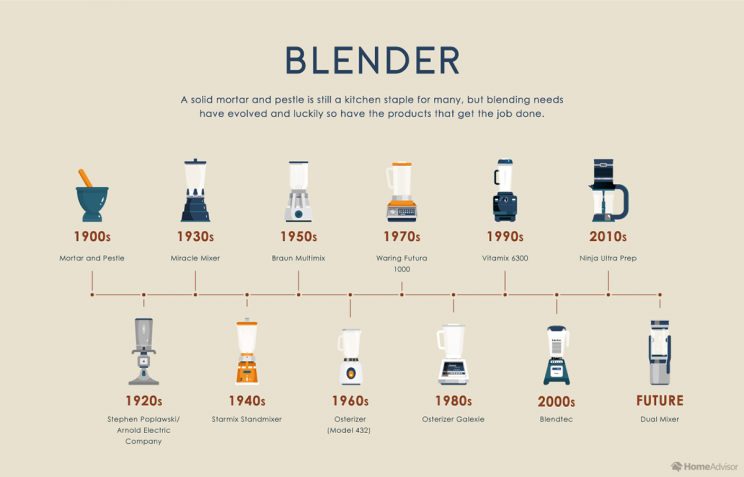 BLENDER
A solid mortar and pestle is still a kitchen staple for many, but blending needs
have evolved and luckily so have the products that get the job done.
1900s
Mortar and Pestle
1930s
Miracle Mixer
1950s
Braun Multimix
1970s
Waring Futura
1000
1990s
Vitamix 6300
2010s
Ninja Ultra Prep
1920s
Stephen Poplawski/
Arnold Electric
Company
1940s
Starmix Standmixer
1960s
Osterizer
(Model 432)
1980s
Osterizer Galexie
2000s
Blendtec
FUTURE
Dual Mixer
HomeAdvisor